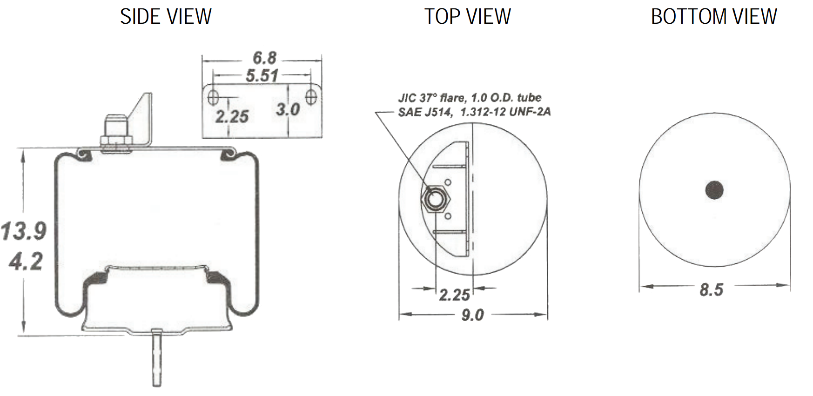 SIDE VIEW
TOP VIEW
BOTTOM VIEW
6.8
5.51
2.25
3.0
JIC 37° flare, 1.0 O.D. tube
SAE J514, 1.312-12 UNF-2A
13.9
4.2
2.25
9.0
8.5